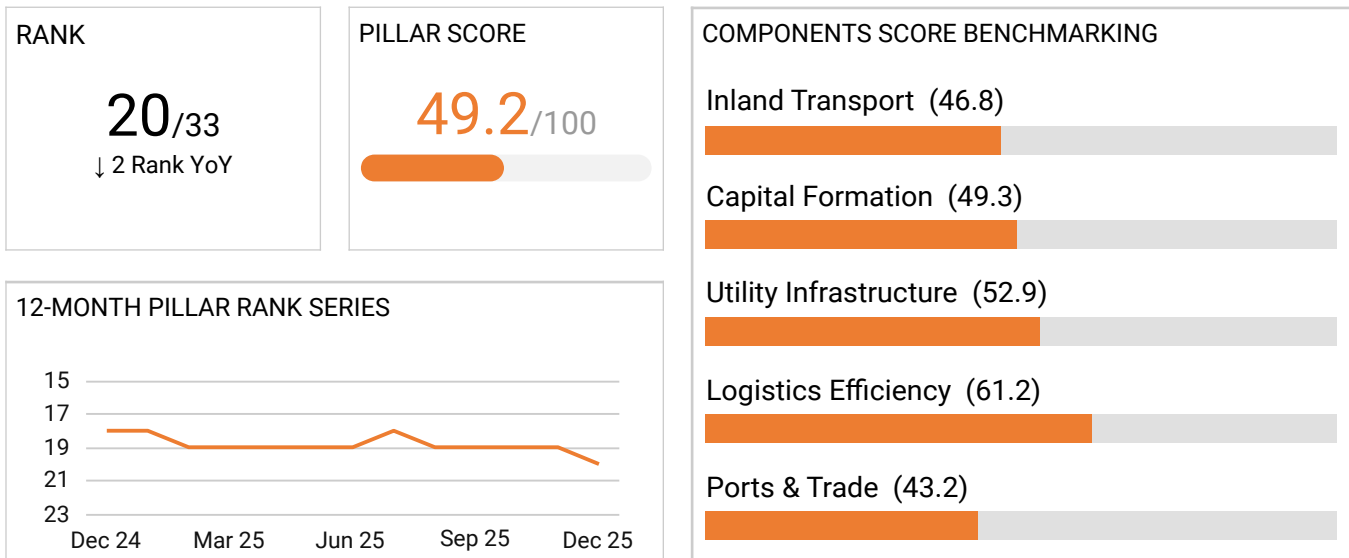 RANK
20/33
↓ 2 Rank YoY
PILLAR SCORE
49.2/100
12-MONTH PILLAR RANK SERIES
15
17
19
21
23
Dec 24 Mar 25 Jun 25 Sep 25 Dec 25
COMPONENTS SCORE BENCHMARKING
Inland Transport (46.8)
Capital Formation (49.3)
Utility Infrastructure (52.9)
Logistics Efficiency (61.2)
Ports & Trade (43.2)